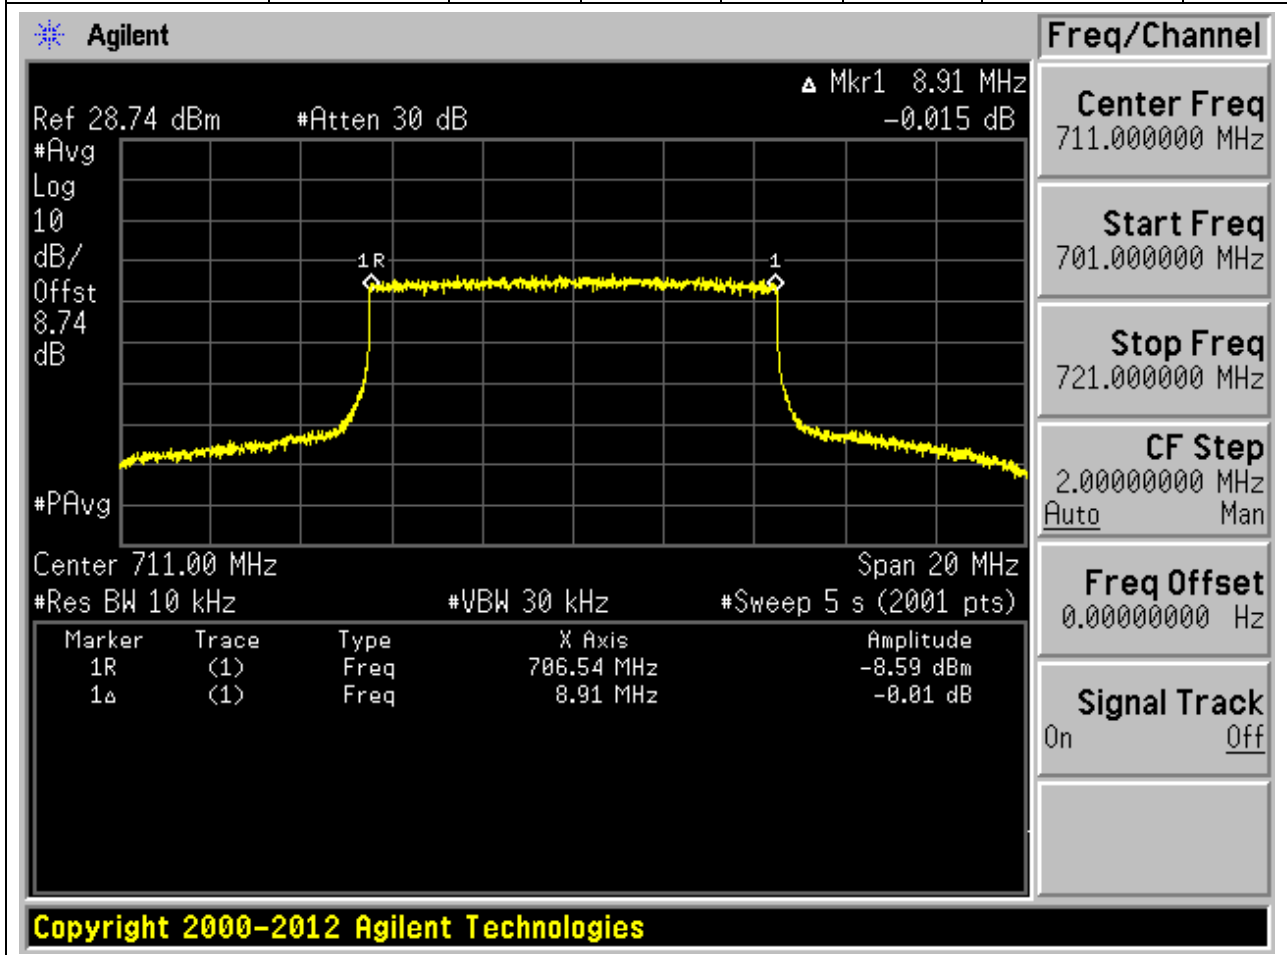 Agilent
Freq/Channel
▵ Mkr1 8.91 MHz
Ref 28.74 dBm #Atten 30 dB -0.015 dB
#Avg
Log
10
dB/
Offst
8.74
dB
1R 1
#PAvg
Center 711.00 MHz Span 20 MHz
#Res BW 10 kHz #VBW 30 kHz #Sweep 5 s (2001 pts)
Marker Trace Type X Axis Amplitude
1R (1) Freq 706.54 MHz -8.59 dBm
1▵ (1) Freq 8.91 MHz -0.01 dB
Center Freq
711.000000 MHz
Start Freq
701.000000 MHz
Stop Freq
721.000000 MHz
CF Step
2.00000000 MHz
Auto Man
Freq Offset
0.00000000 Hz
Signal Track
On Off
Copyright 2000-2012 Agilent Technologies